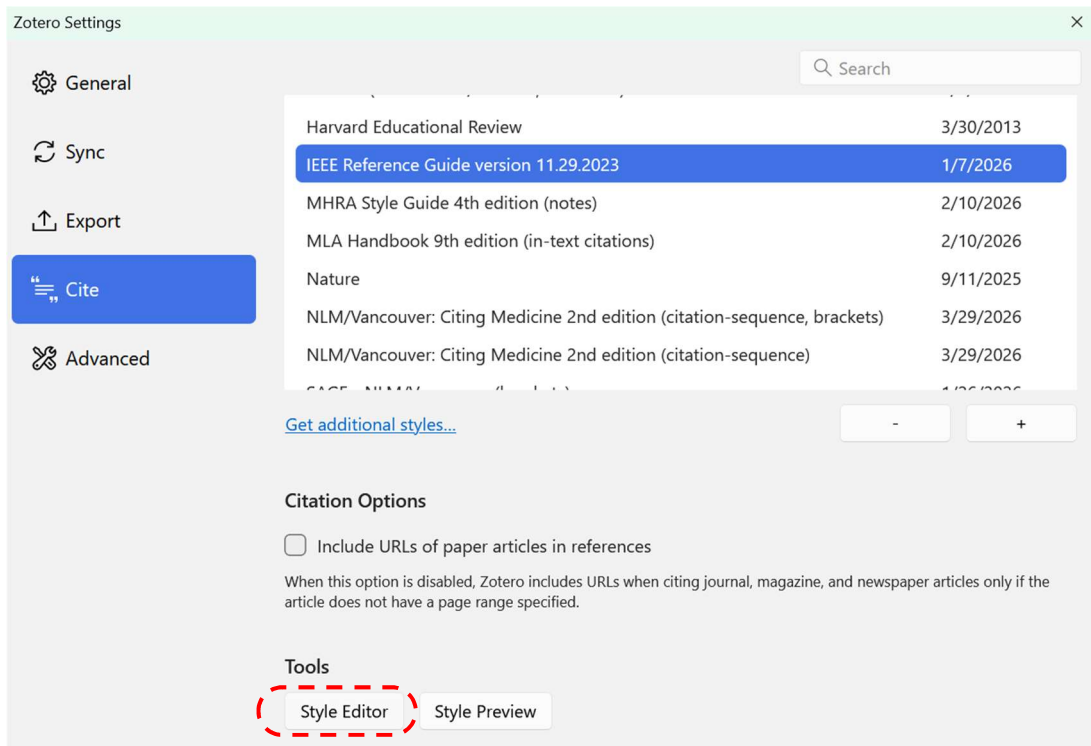 Zotero Settings
General
Sync
Export
Cite
Advanced
Search
Harvard Educational Review 3/30/2013
IEEE Reference Guide version 11.29.2023 1/7/2026
MHRA Style Guide 4th edition (notes) 2/10/2026
MLA Handbook 9th edition (in-text citations) 2/10/2026
Nature 9/11/2025
NLM/Vancouver: Citing Medicine 2nd edition (citation-sequence, brackets) 3/29/2026
NLM/Vancouver: Citing Medicine 2nd edition (citation-sequence) 3/29/2026
Get additional styles...
- +
Citation Options
Include URLs of paper articles in references
When this option is disabled, Zotero includes URLs when citing journal, magazine, and newspaper articles only if the
article does not have a page range specified.
Tools
Style Editor Style Preview